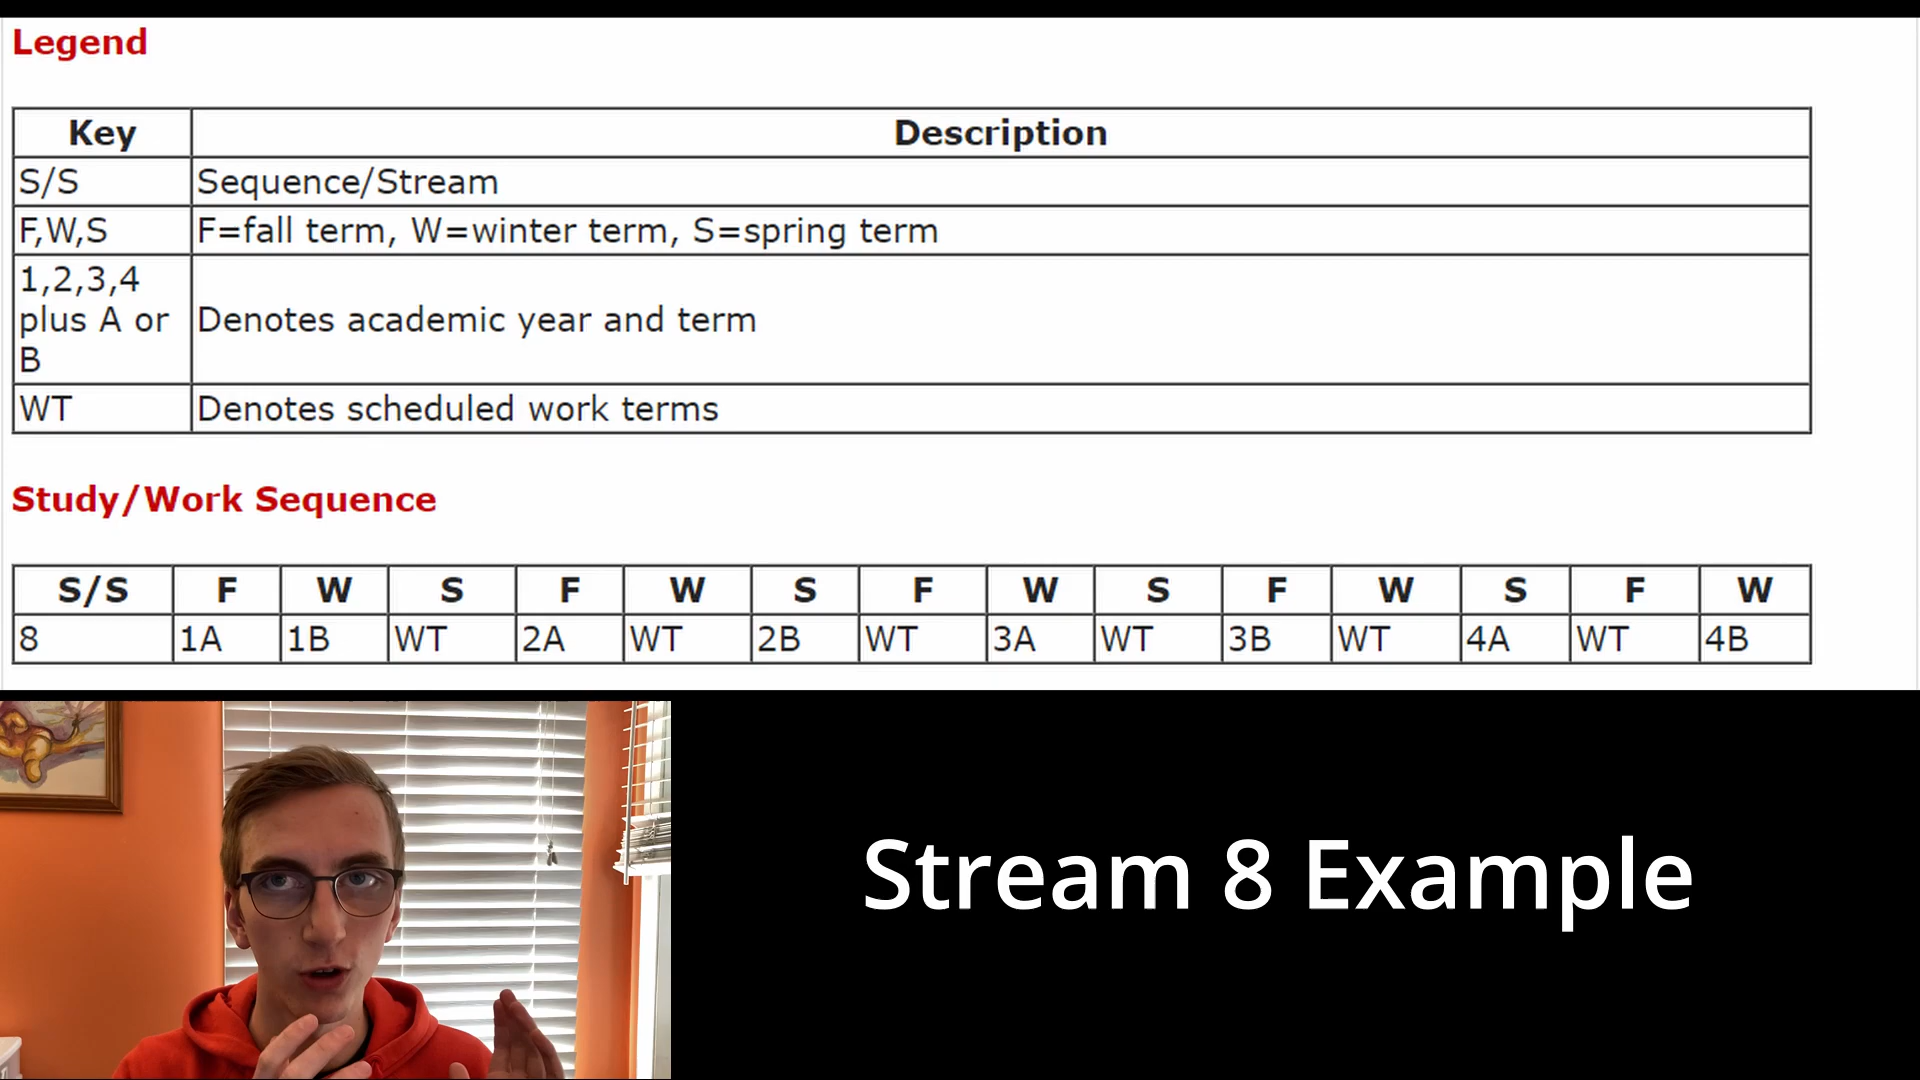 Legend
Key Description
S/S Sequence/Stream
F,W,S F=fall term, W=winter term, S=spring term
1,2,3,4
plus A or
B
Denotes academic year and term
WT Denotes scheduled work terms
Study/Work Sequence
S/S F W S F W S F W S F W S F W
8 1A 1B WT 2A WT 2B WT 3A WT 3B WT 4A WT 4B
Stream 8 Example